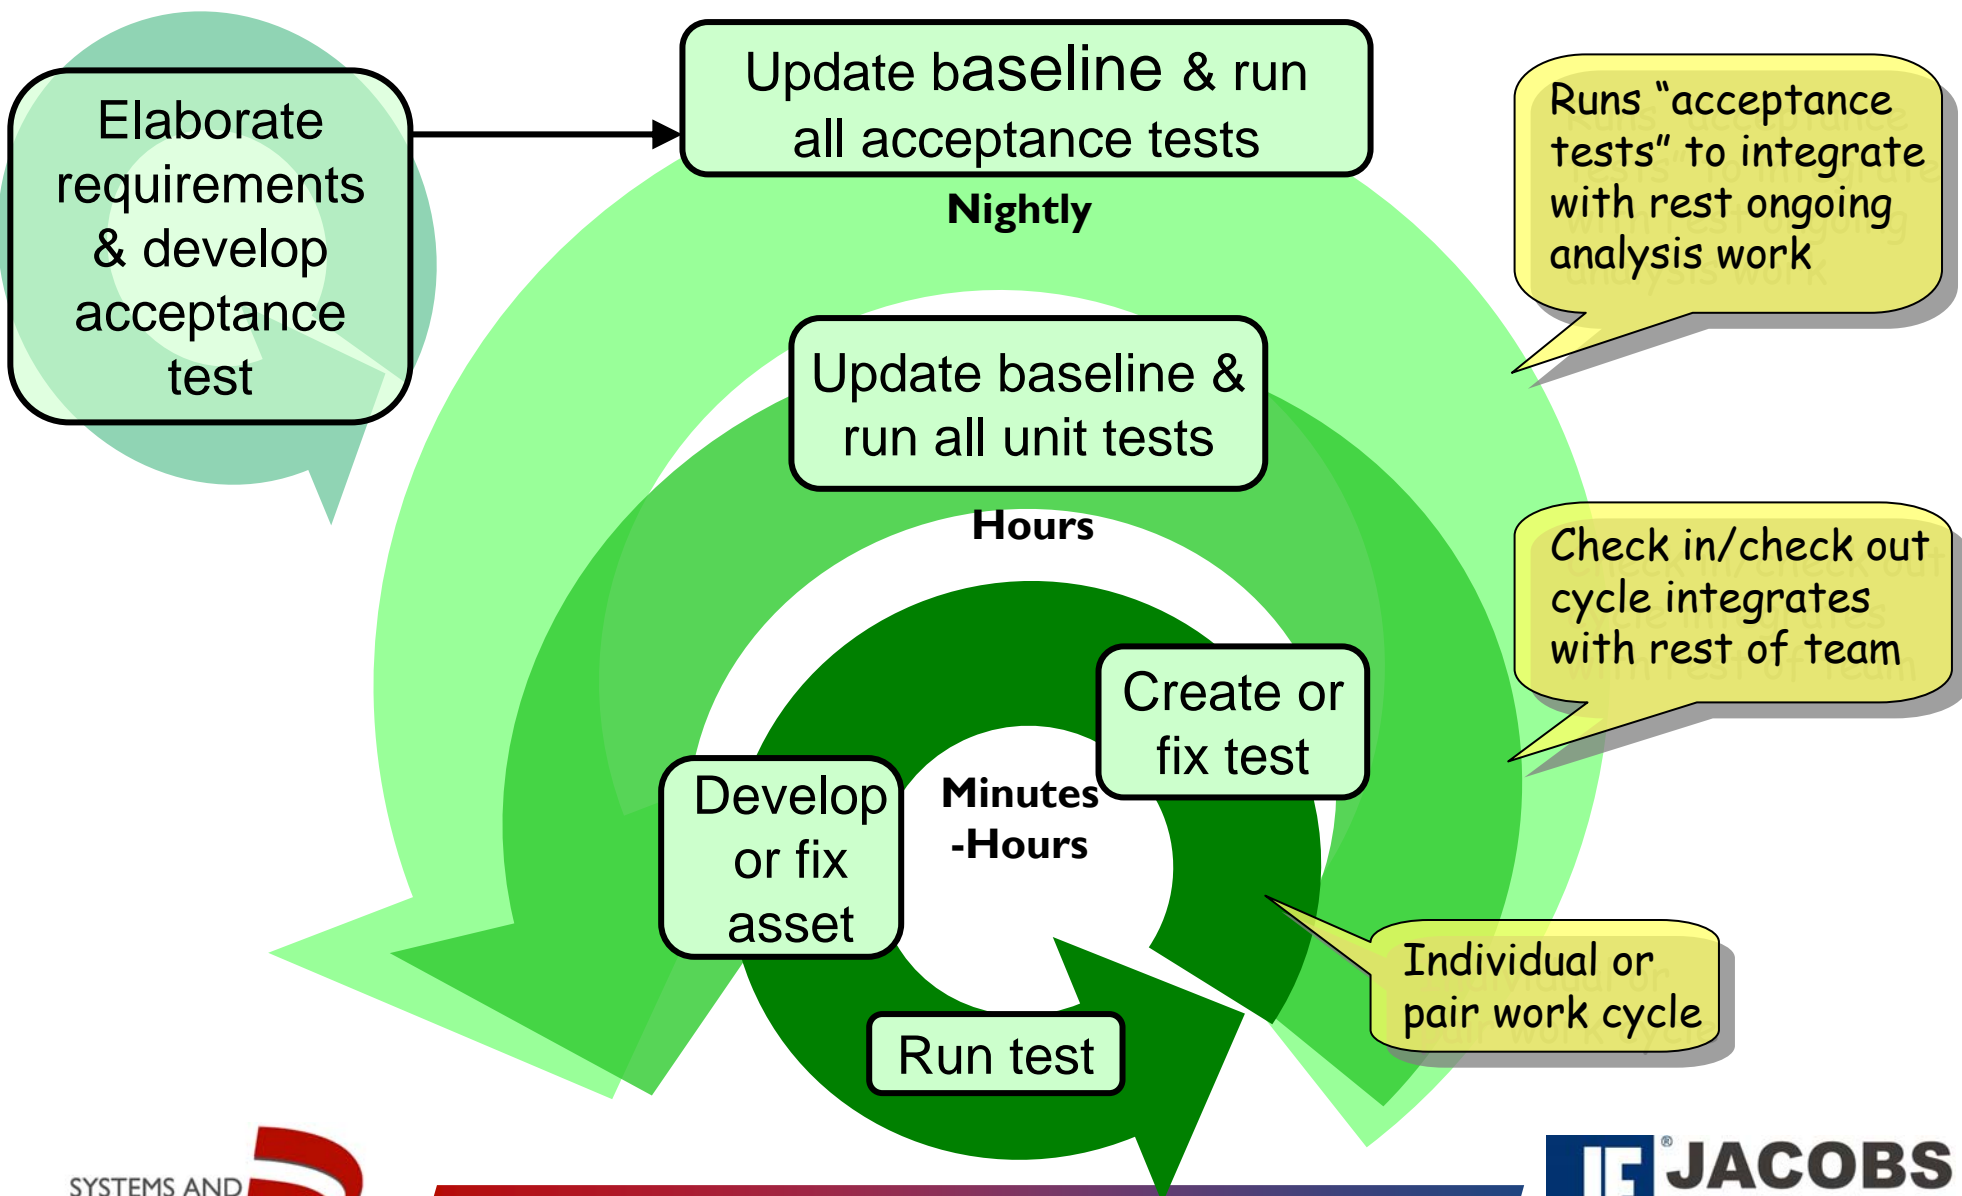 Elaborate
requirements
& develop
acceptance
test
Update baseline & run
all acceptance tests
Nightly
Runs “acceptance
tests” to integrate
with rest ongoing
analysis work
Update baseline &
run all unit tests
Hours
Check in/check out
cycle integrates
with rest of team
Create or
fix test
Develop
or fix
asset
Minutes
-Hours
Individual or
pair work cycle
Run test
SYSTEMS AND
® JACOBS